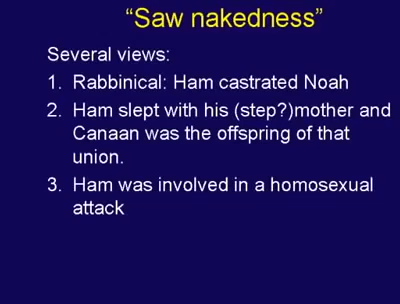 “Saw nakedness”
Several views:
1. Rabbinical: Ham castrated Noah
2. Ham slept with his (step?)mother and
Canaan was the offspring of that
union.
3. Ham was involved in a homosexual
attack